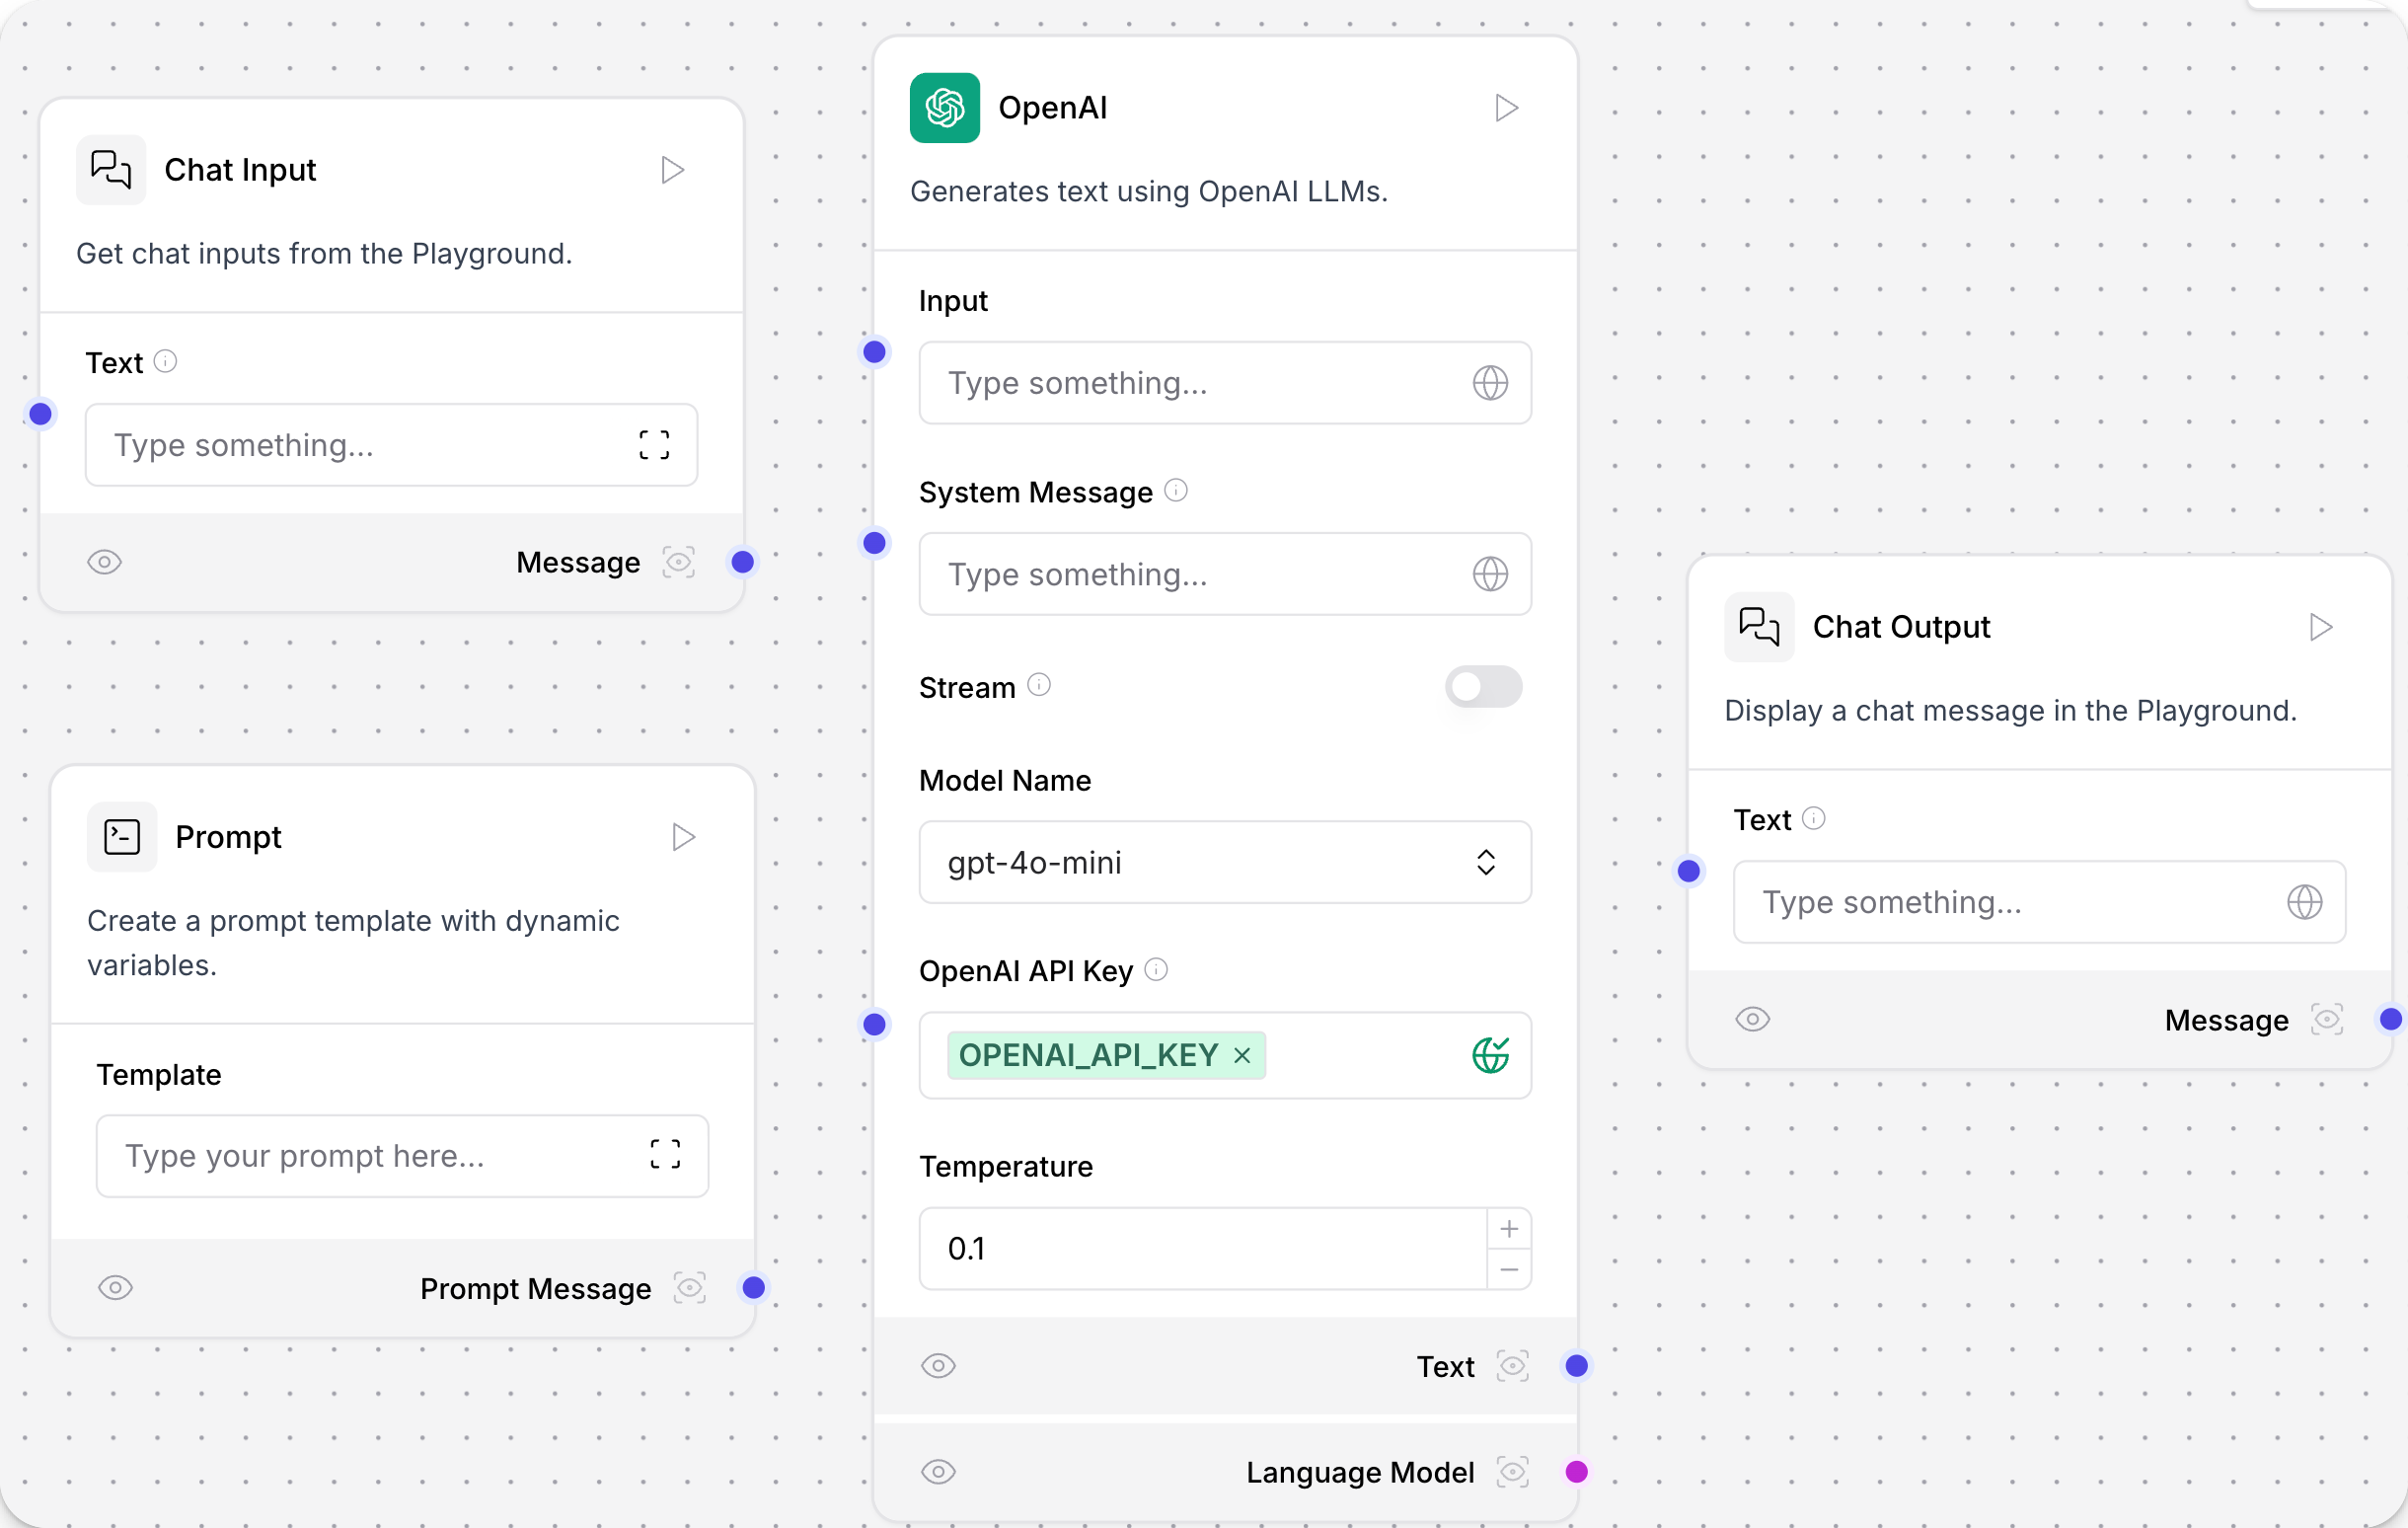 Chat Input
Get chat inputs from the Playground.
Text
Type something...
Message
Prompt
Create a prompt template with dynamic
variables.
Template
Type your prompt here...
Prompt Message
OpenAI
Generates text using OpenAI LLMs.
Input
Type something...
System Message
Type something...
Stream
Model Name
gpt-4o-mini
OpenAI API Key
OPENAI_API_KEY
Temperature
0.1
Text
Language Model
Chat Output
Display a chat message in the Playground.
Text
Type something...
Message